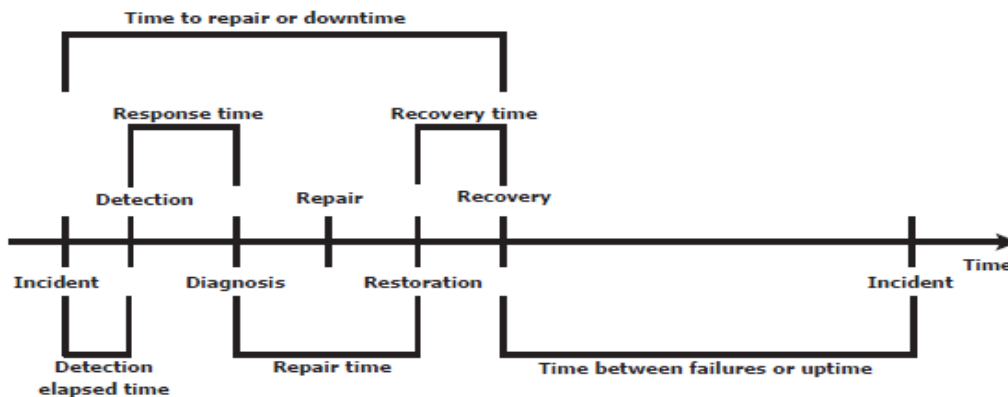 Time to repair or downtime
Response time
Recovery time
Detection
Repair
Recovery
Time
Incident
Diagnosis
Restoration
Incident
Detection
elapsed time
Repair time
Time between failures or uptime